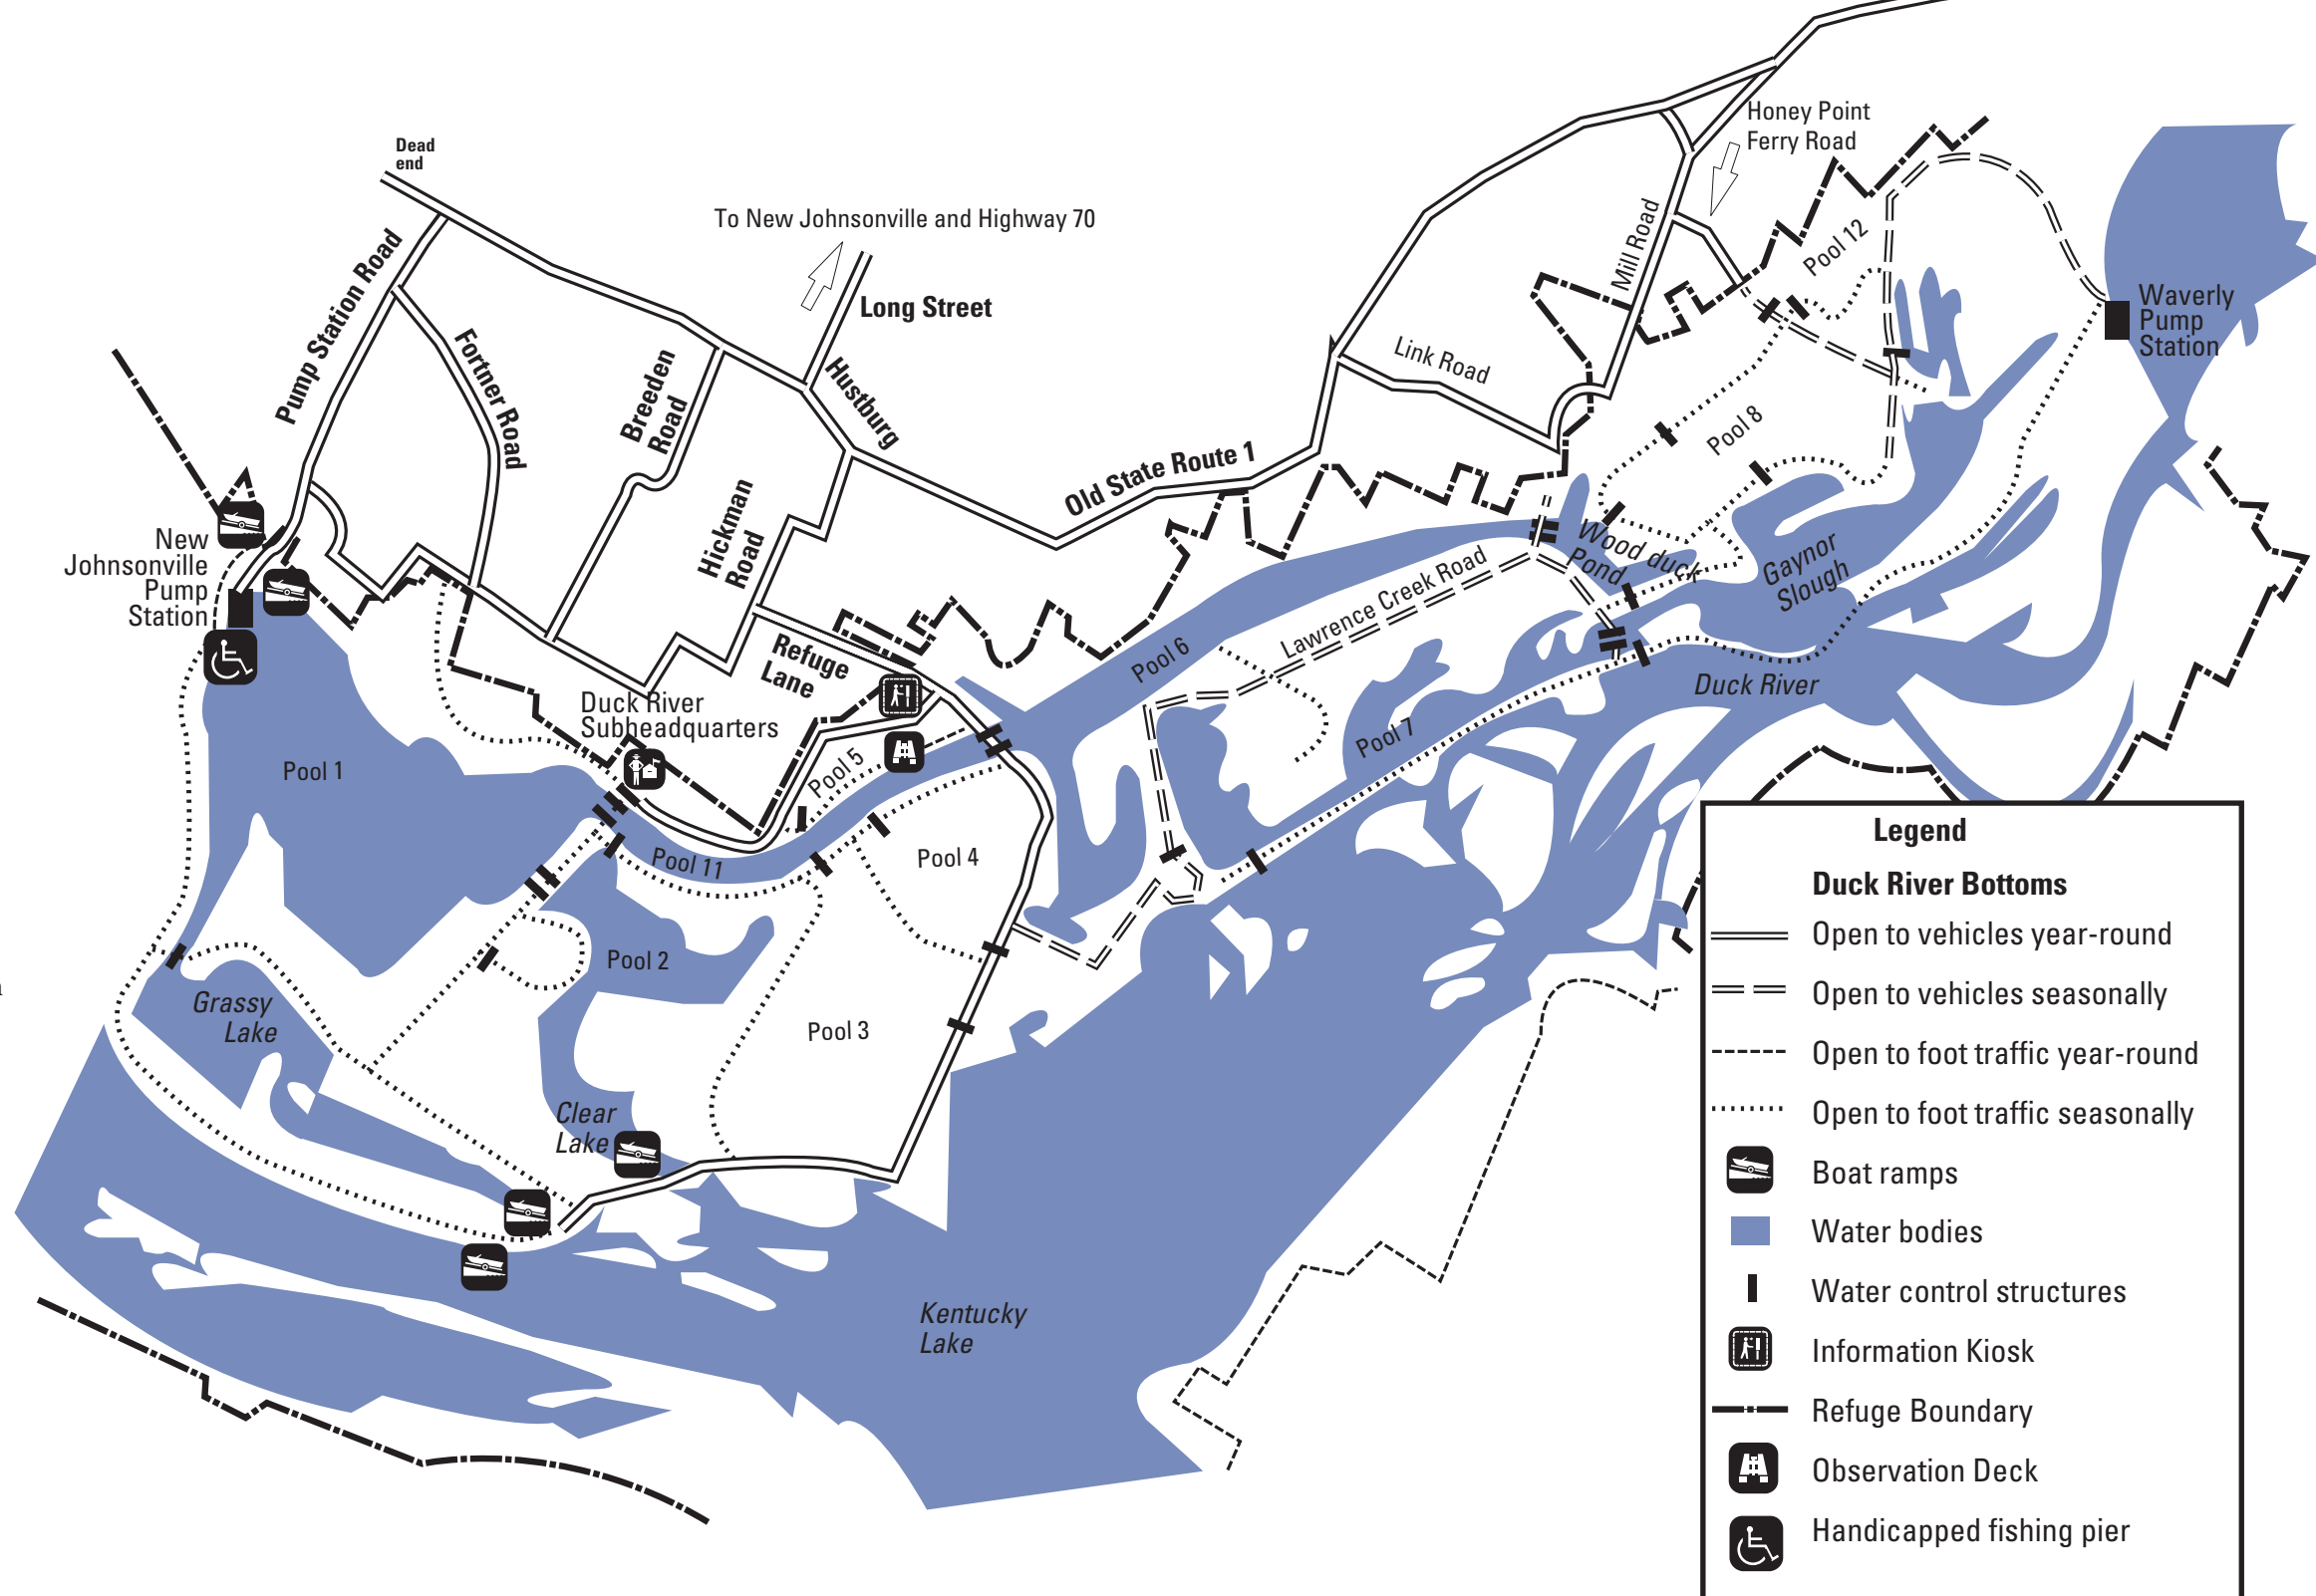 Dead
end
Honey Point
Ferry Road
To New Johnsonville and Highway 70
Pump Station Road
Long Street
Fortner Road
Breeden
Road
Hustburg
Mill Road
Pool 12
Waverly
Pump
Station
Link Road
Pool 8
Old State Route 1
Hickman
Road
New
Johnsonville
Pump
Station
Wood duck
Pond
Gaynor
Slough
Lawrence Creek Road
Refuge
Lane
Pool 6
Duck River
Duck River
Subheadquarters
Pool 7
Pool 1
Pool 5
Pool 11
Pool 4
Pool 2
Grassy
Lake
Pool 3
Clear
Lake
Kentucky
Lake
Legend
Duck River Bottoms
Open to vehicles year-round
Open to vehicles seasonally
Open to foot traffic year-round
Open to foot traffic seasonally
Boat ramps
Water bodies
Water control structures
Information Kiosk
Refuge Boundary
Observation Deck
Handicapped fishing pier